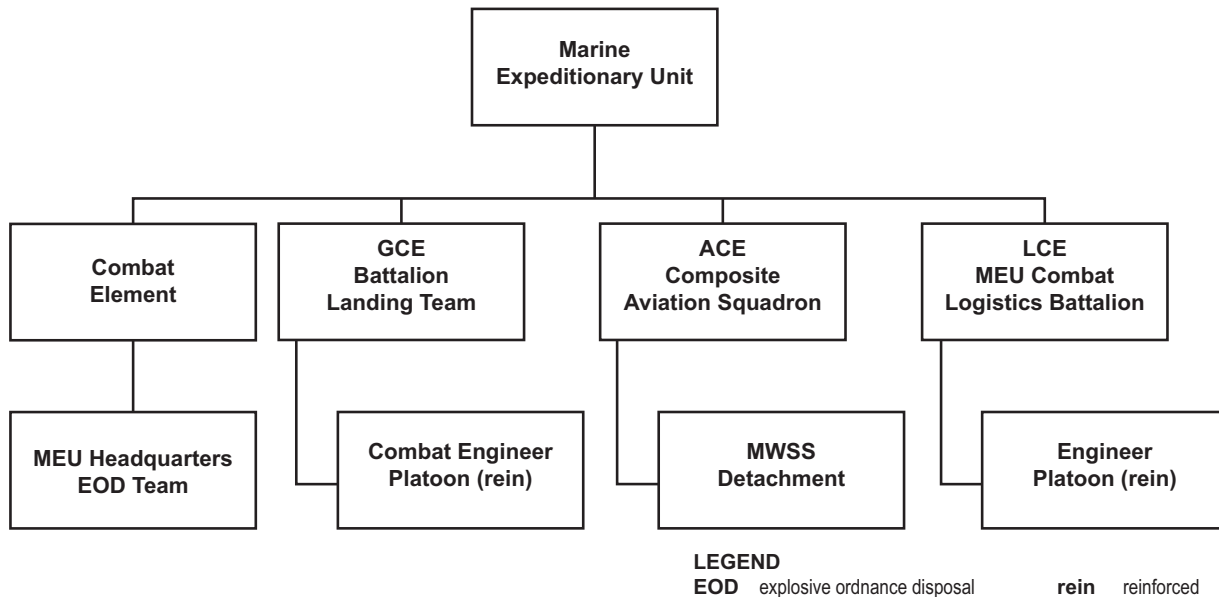 Marine
Expeditionary Unit
Combat
Element
GCE
Battalion
Landing Team
ACE
Composite
Aviation Squadron
LCE
MEU Combat
Logistics Battalion
MEU Headquarters
EOD Team
Combat Engineer
Platoon (rein)
MWSS
Detachment
Engineer
Platoon (rein)
LEGEND
EOD explosive ordnance disposal rein reinforced